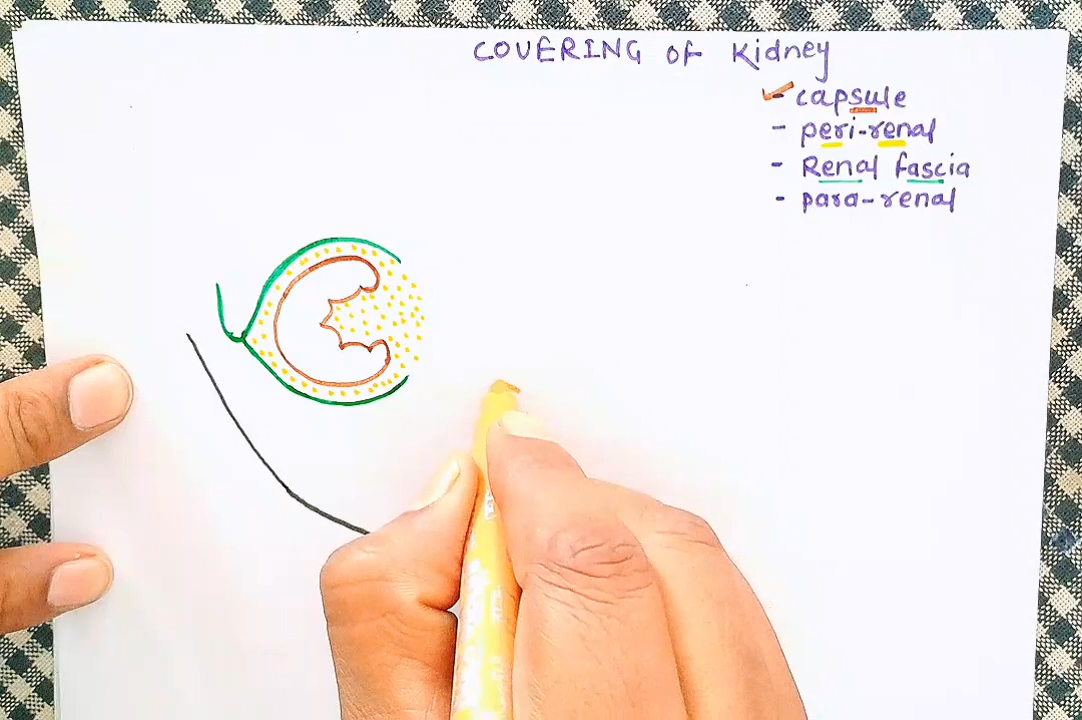 COVERING OF Kidney
- capsule
- peri-renal
- Renal fascia
- para-renal